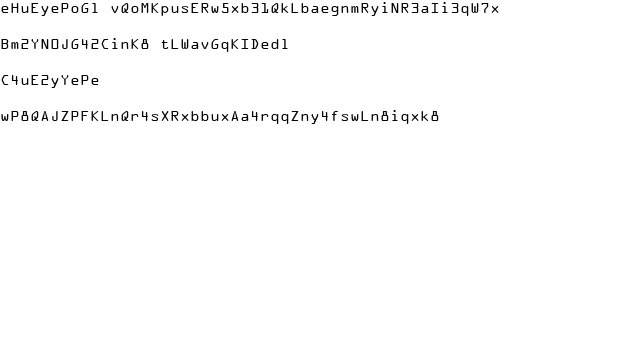 eHuEyePoGl vQoMKpusERw5xb31QkLbaegnmRyiNR3aIi3qW7x
Bm2YNOJG42CinK8 tLWavGqKIDedl
C4uE2yYePe
wP8QAJZPFKLnQr4sXRxbbuxAa4rqqZny4fswLn8iqxk8